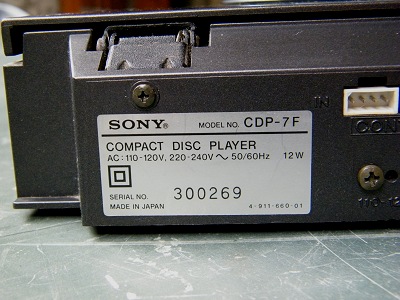 SONY® MODEL NO. CDP-7F
COMPACT DISC PLAYER
AC: 110-120V, 220-240V ~ 50/60Hz 12W
SERIAL NO. 300269
MADE IN JAPAN 4-911-660-01
IN